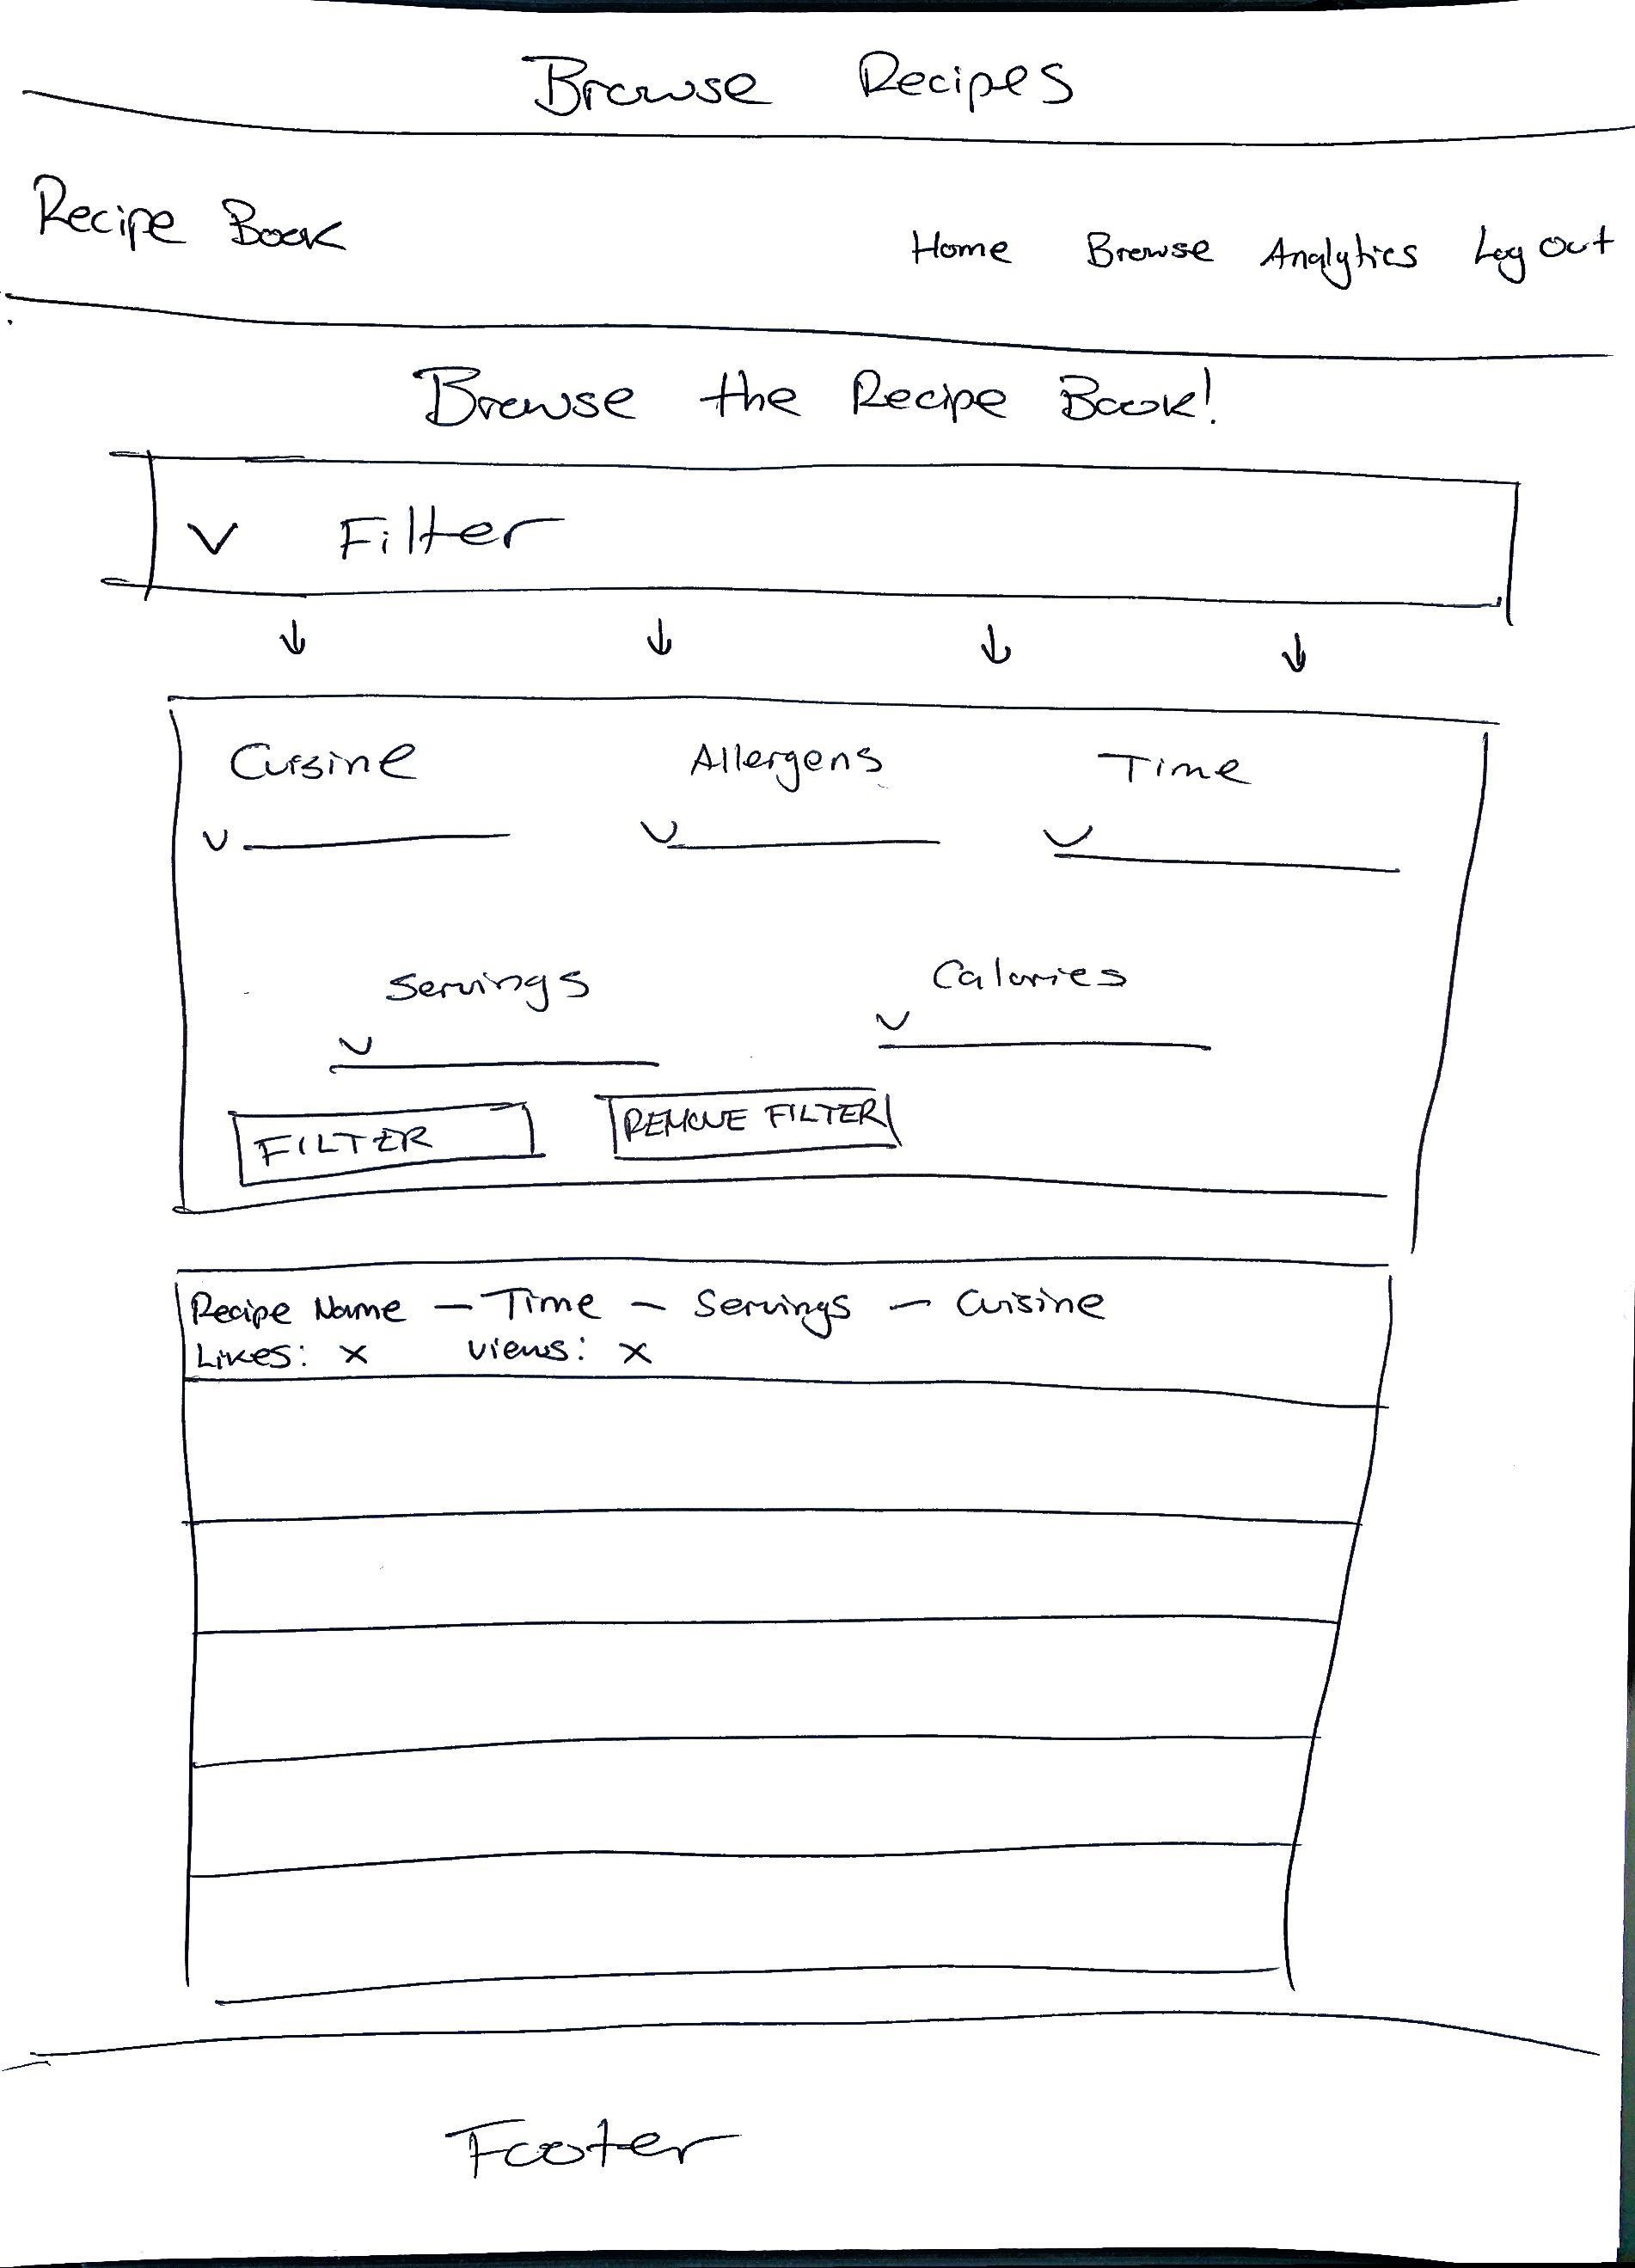 Browse Recipes
Recipe Book Home Browse Analytics Log Out
Browse the Recipe Book!
Filter
Cuisine Allergens Time
Servings Calories
FILTER REMOVE FILTER
Recipe Name – Time – Servings – Cuisine
Likes: x Views: x
Footer